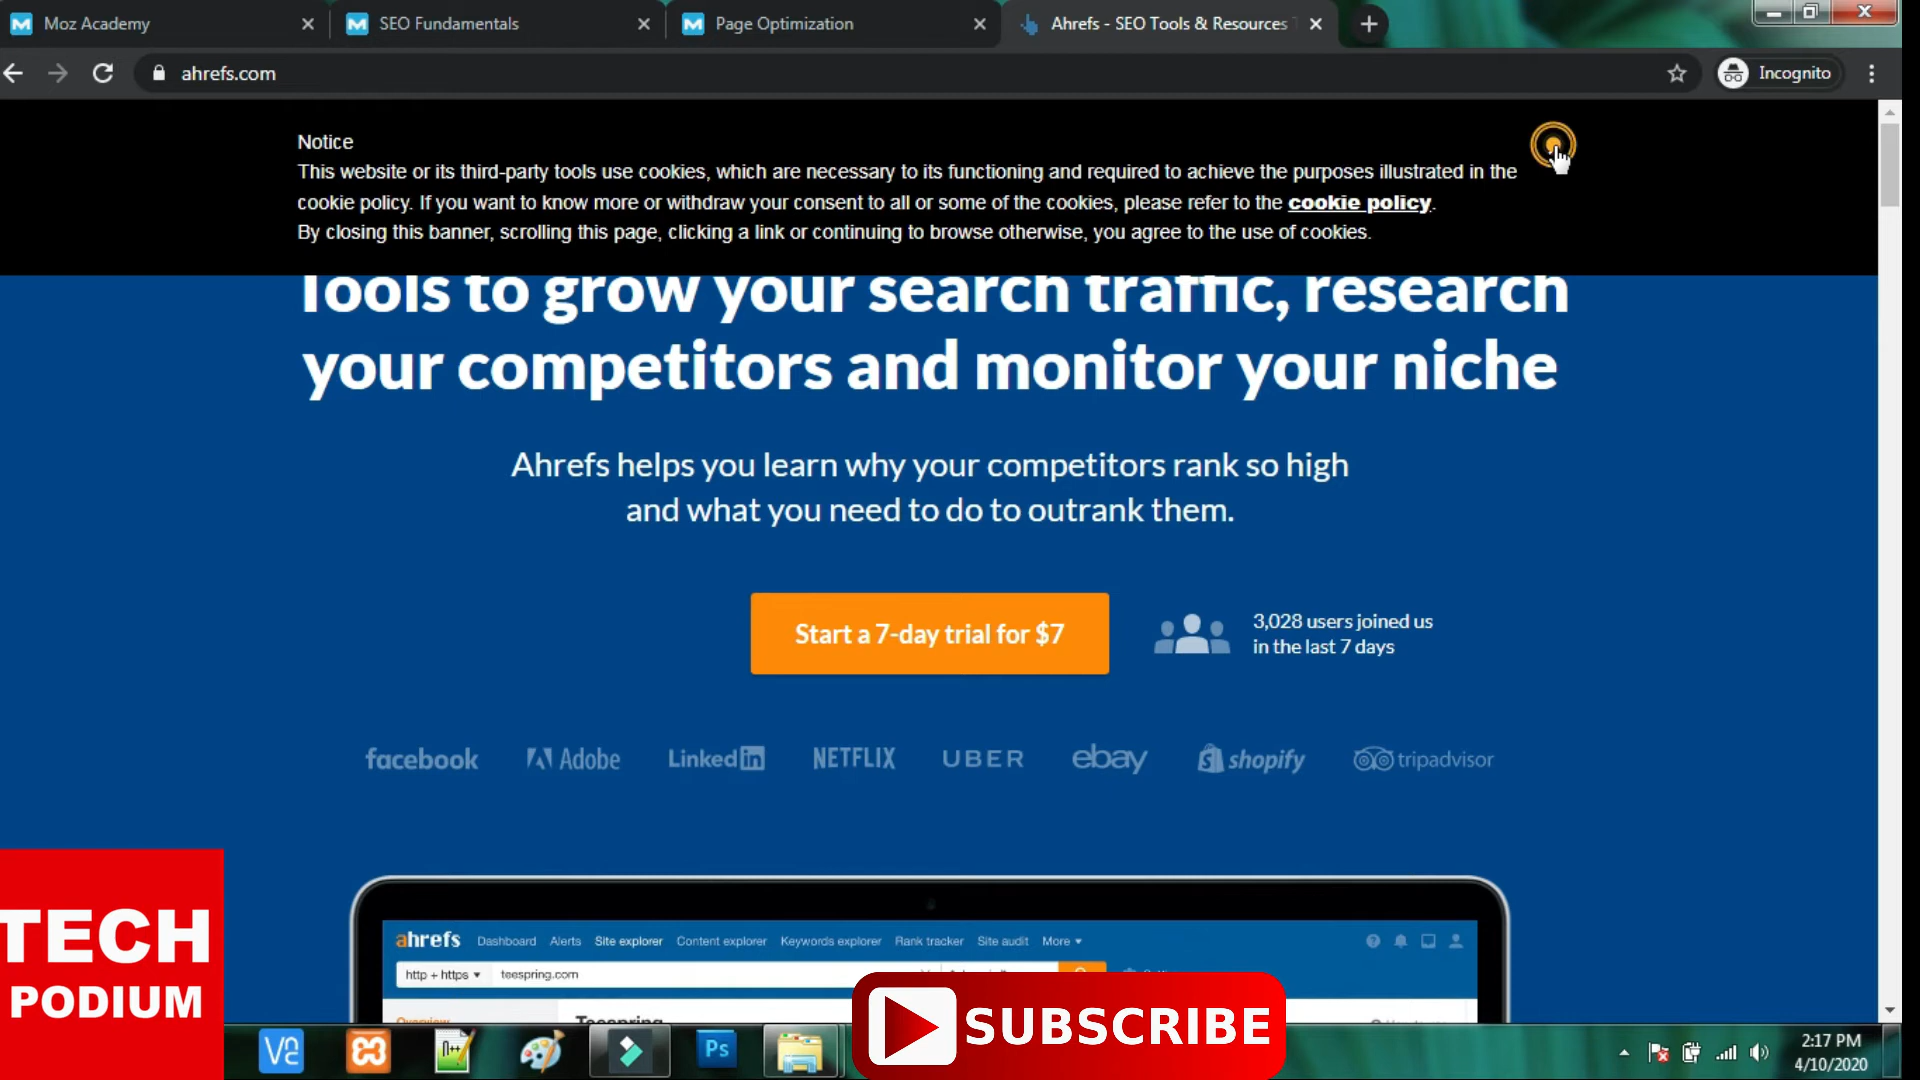 Moz Academy
SEO Fundamentals
Page Optimization
Ahrefs - SEO Tools & Resources
ahrefs.com
Incognito
Notice
This website or its third-party tools use cookies, which are necessary to its functioning and required to achieve the purposes illustrated in the
cookie policy. If you want to know more or withdraw your consent to all or some of the cookies, please refer to the cookie policy.
By closing this banner, scrolling this page, clicking a link or continuing to browse otherwise, you agree to the use of cookies.
Tools to grow your search traffic, research
your competitors and monitor your niche
Ahrefs helps you learn why your competitors rank so high
and what you need to do to outrank them.
Start a 7-day trial for $7
3,028 users joined us
in the last 7 days
facebook Adobe Linked in NETFLIX UBER ebay shopify tripadvisor
ahrefs Dashboard Alerts Site explorer Content explorer Keywords explorer Rank tracker Site audit More
http + https teespring.com
Overview
Teespring
TECH
PODIUM
SUBSCRIBE
Ps
2:17 PM
4/10/2020